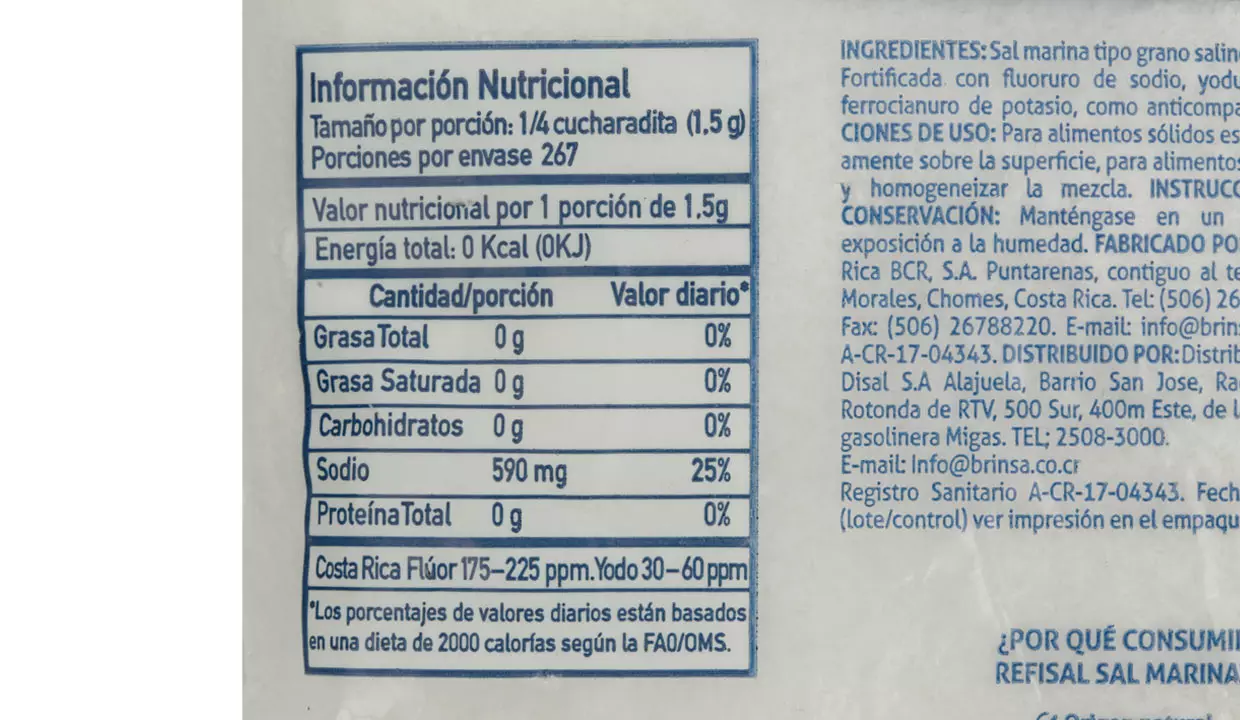 Información Nutricional
Tamaño por porción: 1/4 cucharadita (1,5 g)
Porciones por envase 267
Valor nutricional por 1 porción de 1,5g
Energía total: 0 Kcal (0KJ)
Cantidad/porción Valor diario*
Grasa Total 0 g 0%
Grasa Saturada 0 g 0%
Carbohidratos 0 g 0%
Sodio 590 mg 25%
Proteína Total 0 g 0%
Costa Rica Flúor 175–225 ppm. Yodo 30–60 ppm
*Los porcentajes de valores diarios están basados
en una dieta de 2000 calorías según la FAO/OMS.
INGREDIENTES: Sal marina tipo grano salin
Fortificada con fluoruro de sodio, yodu
ferrocianuro de potasio, como anticompa
CIONES DE USO: Para alimentos sólidos es
amente sobre la superficie, para alimentos
y homogeneizar la mezcla. INSTRUCC
CONSERVACIÓN: Manténgase en un
exposición a la humedad. FABRICADO PO
Rica BCR, S.A. Puntarenas, contiguo al te
Morales, Chomes, Costa Rica. Tel: (506) 26
Fax: (506) 26788220. E-mail: info@brins
A-CR-17-04343. DISTRIBUIDO POR: Distrib
Disal S.A Alajuela, Barrio San Jose, Ra
Rotonda de RTV, 500 Sur, 400m Este, de l
gasolinera Migas. TEL; 2508-3000.
E-mail: Info@brinsa.co.cr
Registro Sanitario A-CR-17-04343. Fech
(lote/control) ver impresión en el empaqu
¿POR QUÉ CONSUMI
REFISAL SAL MARINA